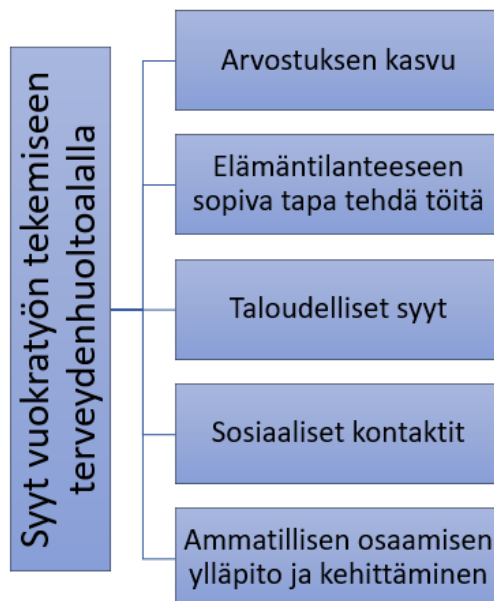 Syyt vuokratyön tekemiseen
terveydenhuoltoalalla
Arvostuksen kasvu
Elämäntilanteeseen
sopiva tapa tehdä töitä
Taloudelliset syyt
Sosiaaliset kontaktit
Ammatillisen osaamisen
ylläpito ja kehittäminen